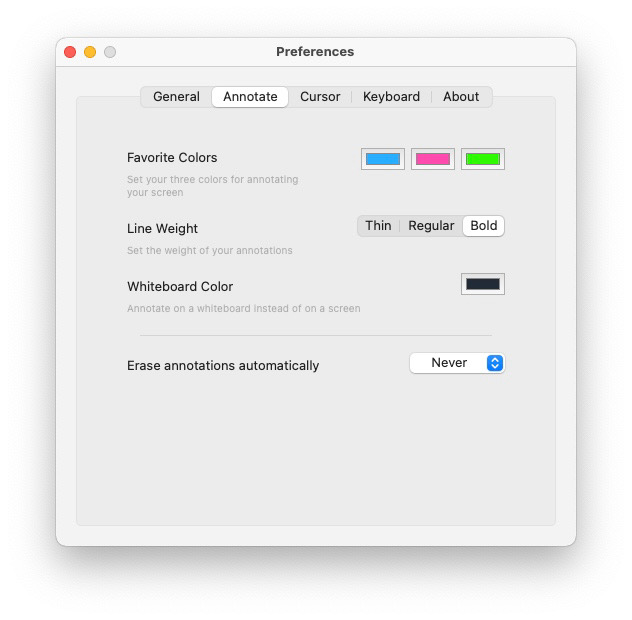 Preferences
General Annotate Cursor Keyboard About
Favorite Colors
Set your three colors for annotating
your screen
Line Weight
Thin Regular Bold
Set the weight of your annotations
Whiteboard Color
Annotate on a whiteboard instead of on a screen
Erase annotations automatically
Never